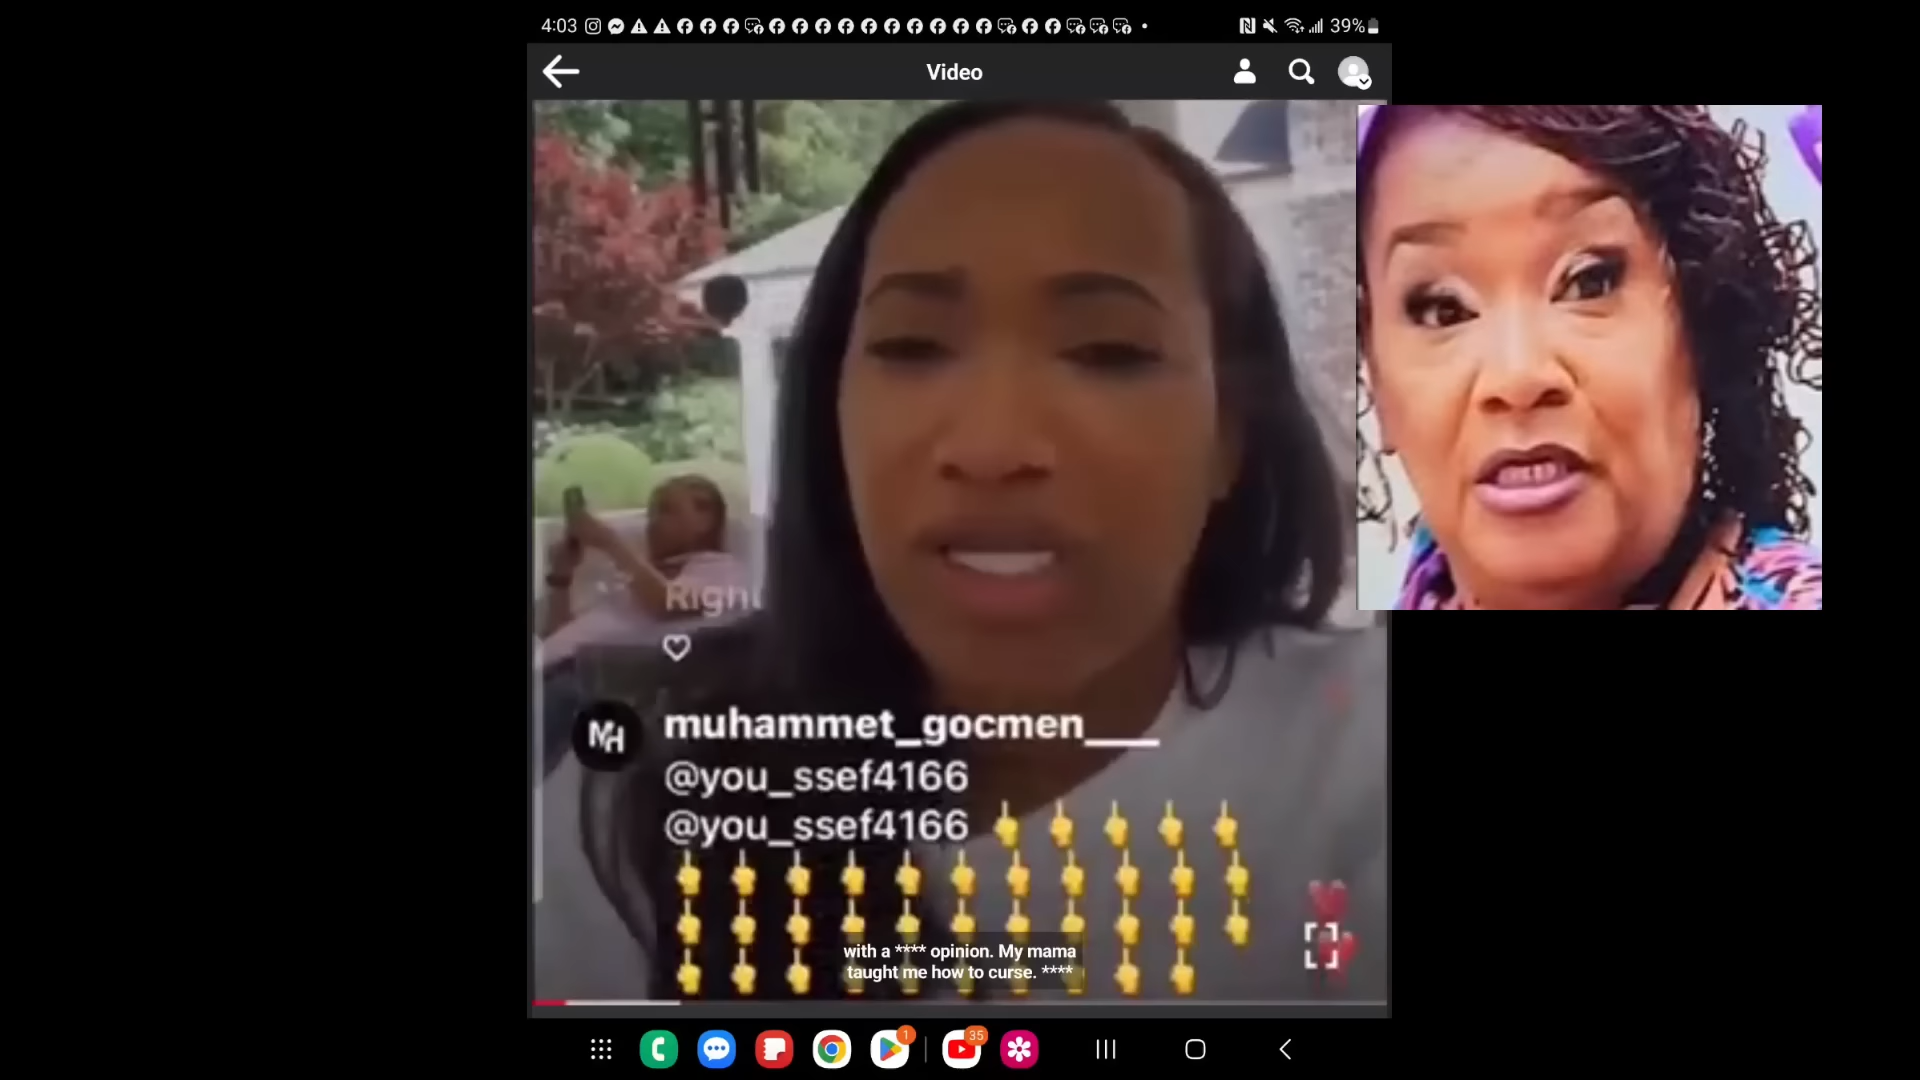 4:03
39%
Video
Right
MH
muhammet_gocmen___
@you_ssef4166
@you_ssef4166
with a **** opinion. My mama
taught me how to curse. ****
1
35